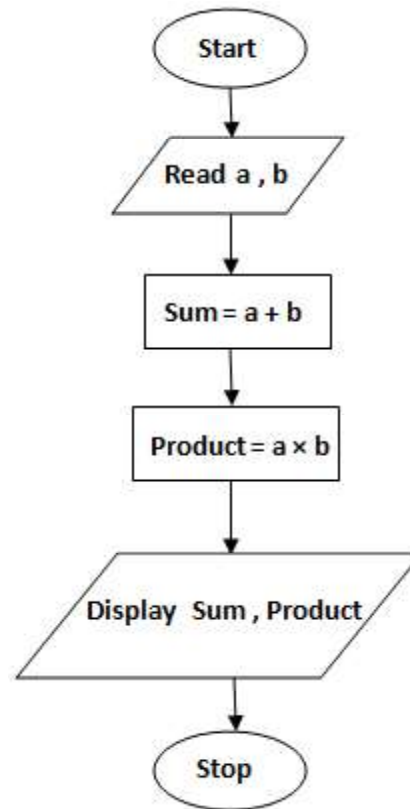 Start
Read a , b
Sum = a + b
Product = a × b
Display Sum , Product
Stop